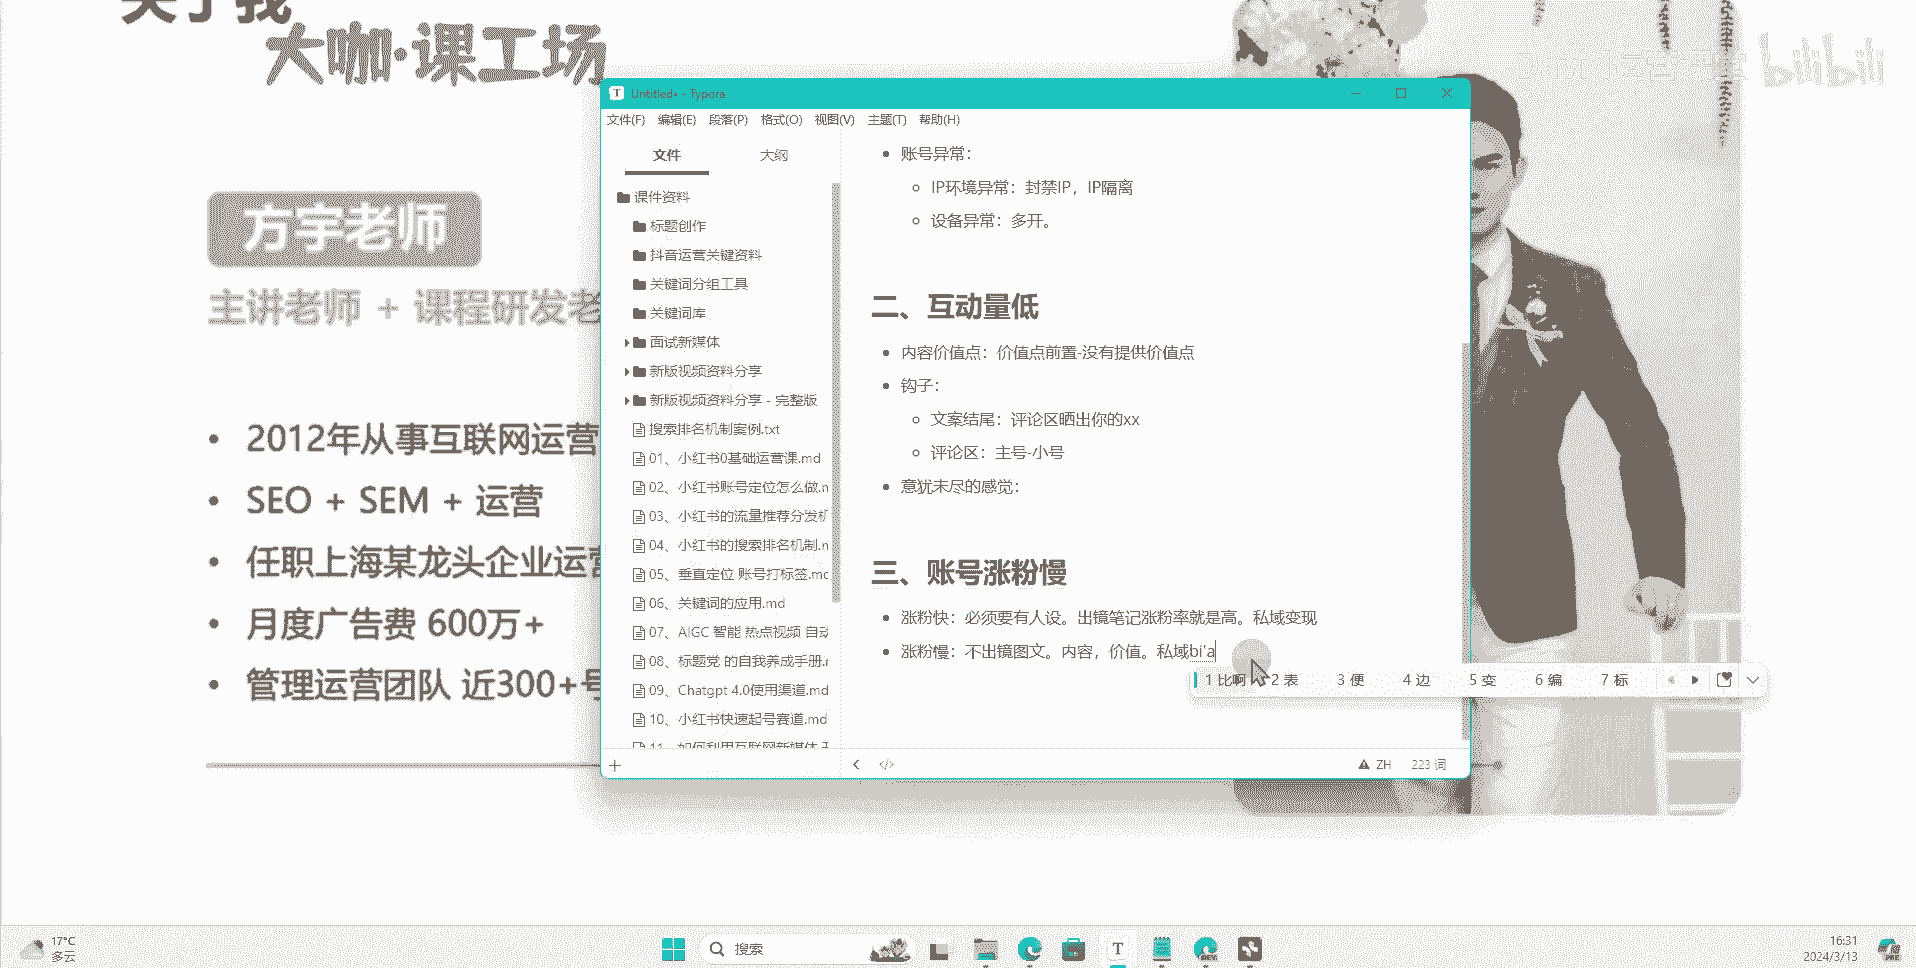 关于我
大咖·课工场
bilibili
方宇老师
主讲老师 + 课程研发老
• 2012年从事互联网运营
• SEO + SEM + 运营
• 任职上海某龙头企业运营
• 月度广告费 600万+
• 管理运营团队 近300+号
Untitled• - Typora
文件(F) 编辑(E) 段落(P) 格式(O) 视图(V) 主题(T) 帮助(H)
文件 大纲
课件资料
标题创作
抖音运营关键资料
关键词分组工具
关键词库
面试新媒体
新版视频资料分享
新版视频资料分享 - 完整版
搜索排名机制案例.txt
01、小红书0基础运营课.md
02、小红书账号定位怎么做.m
03、小红书的流量推荐分发机
04、小红书的搜索排名机制.m
05、垂直定位 账号打标签.md
06、关键词的应用.md
07、AIGC 智能 热点视频 自动
08、标题党 的自我养成手册.r
09、Chatgpt 4.0使用渠道.md
10、小红书快速起号赛道.md
11、如何利用互联网新媒体
• 账号异常：
IP环境异常：封禁IP，IP隔离
设备异常：多开。
二、互动量低
• 内容价值点：价值点前置-没有提供价值点
• 钩子：
文案结尾：评论区晒出你的xx
评论区：主号-小号
• 意犹未尽的感觉：
三、账号涨粉慢
• 涨粉快：必须要有人设。出镜笔记涨粉率就是高。私域变现
• 涨粉慢：不出镜图文。内容，价值。私域bi'a
1 比啊 2 表 3 便 4 边 5 变 6 编 7 标
ZH 223 词
17°C
多云
搜索
16:31
2024/3/13